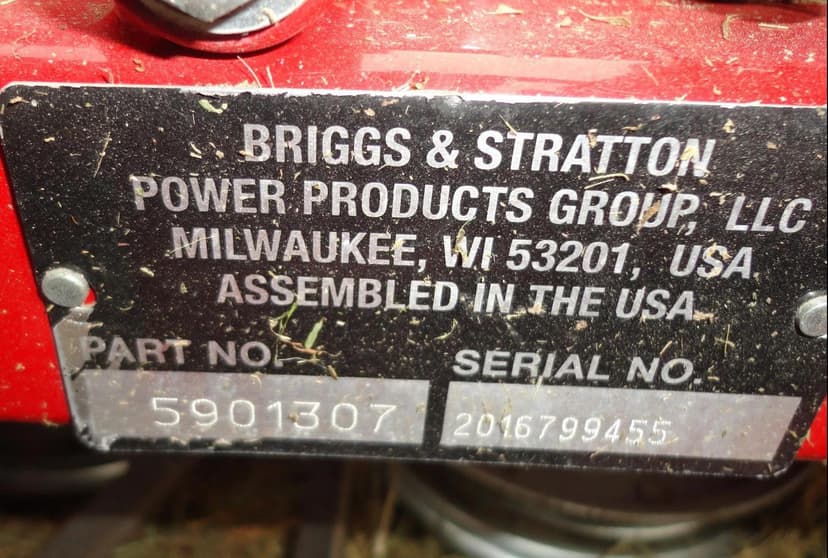 BRIGGS & STRATTON
POWER PRODUCTS GROUP, LLC
MILWAUKEE, WI 53201, USA
ASSEMBLED IN THE USA
PART NO. SERIAL NO.
5901307 2016799455